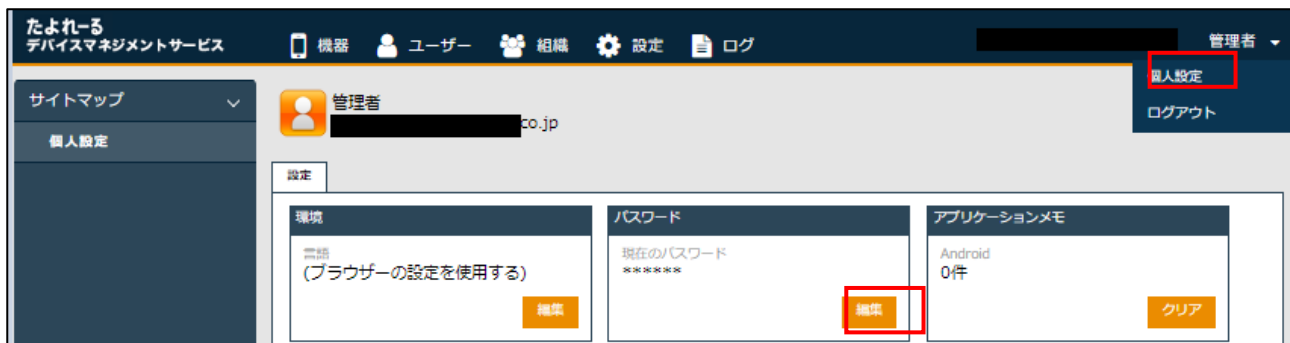 たよれーる
デバイスマネジメントサービス
機器 ユーザー 組織 設定 ログ
管理者
個人設定
ログアウト
サイトマップ
個人設定
管理者
co.jp
設定
環境
言語
(ブラウザーの設定を使用する)
編集
パスワード
現在のパスワード
******
編集
アプリケーションメモ
Android
0件
クリア